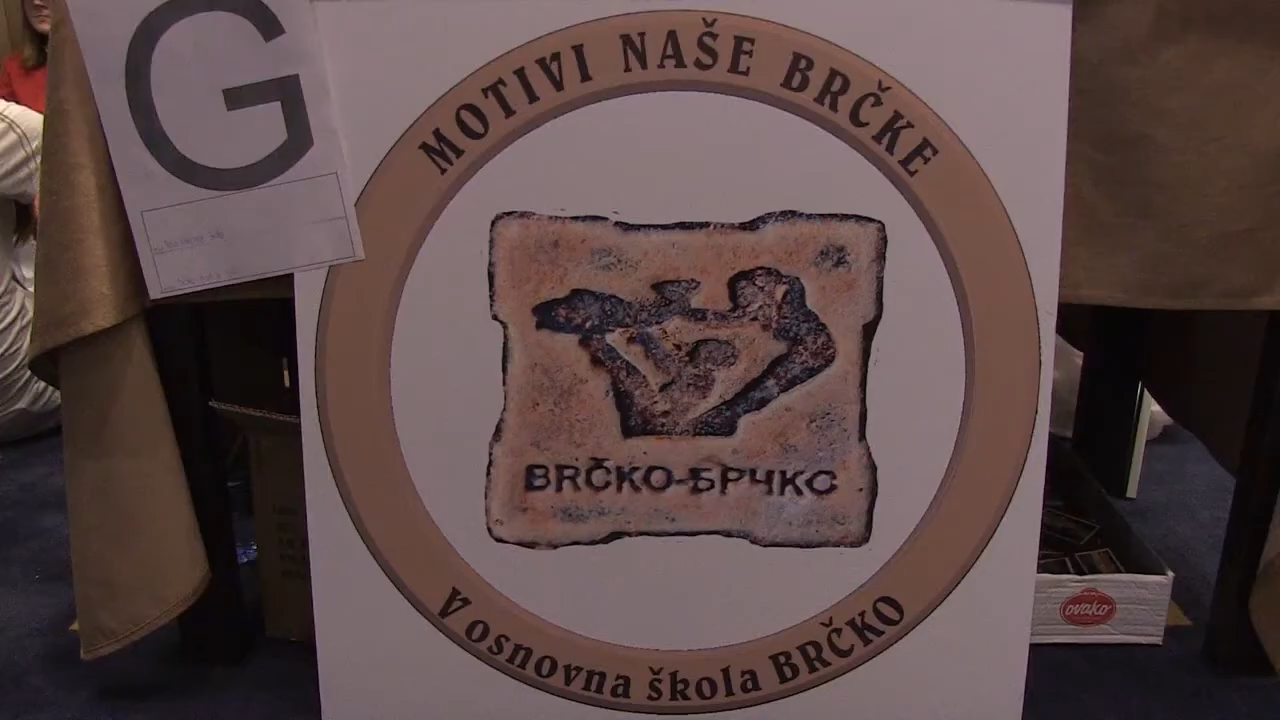 G
MOTIVI NAŠE BRČKE
BRČKO-БРЧКО
V osnovna škola BRČKO
ovako